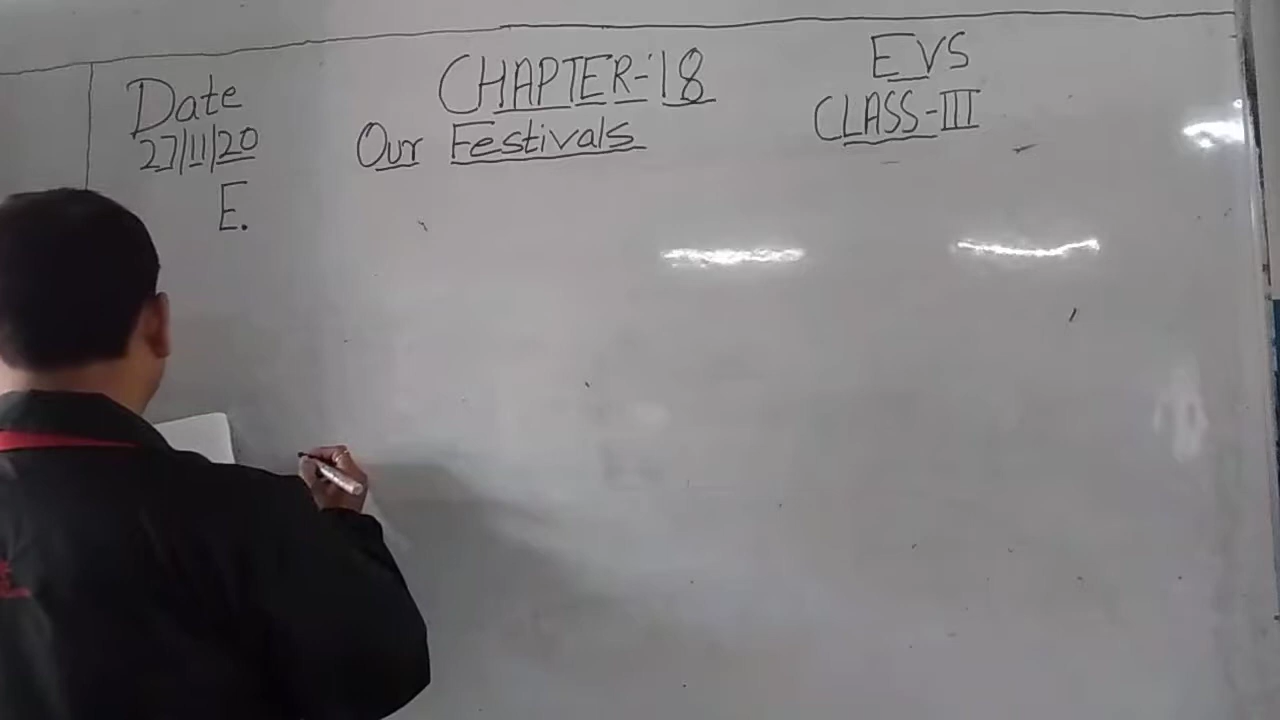 Date
27/11/20
CHAPTER-18
Our Festivals
EVS
CLASS-III
E.